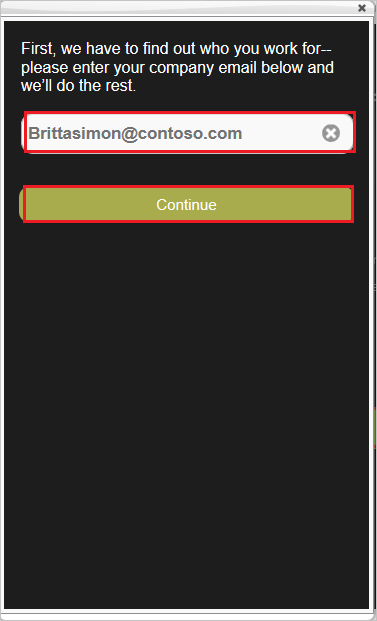 First, we have to find out who you work for--
please enter your company email below and
we’ll do the rest.
Brittasimon@contoso.com
Continue